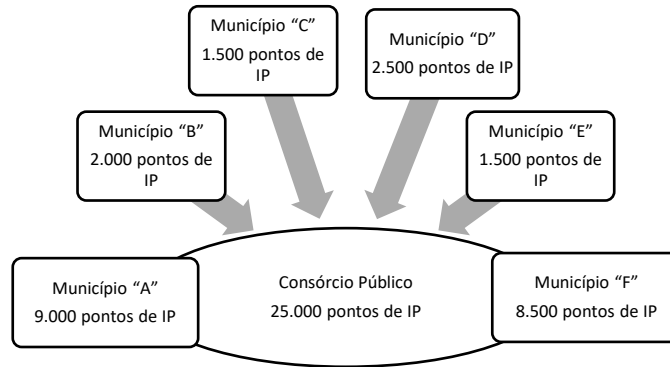 Município “C”
1.500 pontos de
IP
Município “D”
2.500 pontos de IP
Município “B”
2.000 pontos de
IP
Município “E”
1.500 pontos de
IP
Município “A”
9.000 pontos de IP
Consórcio Público
25.000 pontos de IP
Município “F”
8.500 pontos de IP